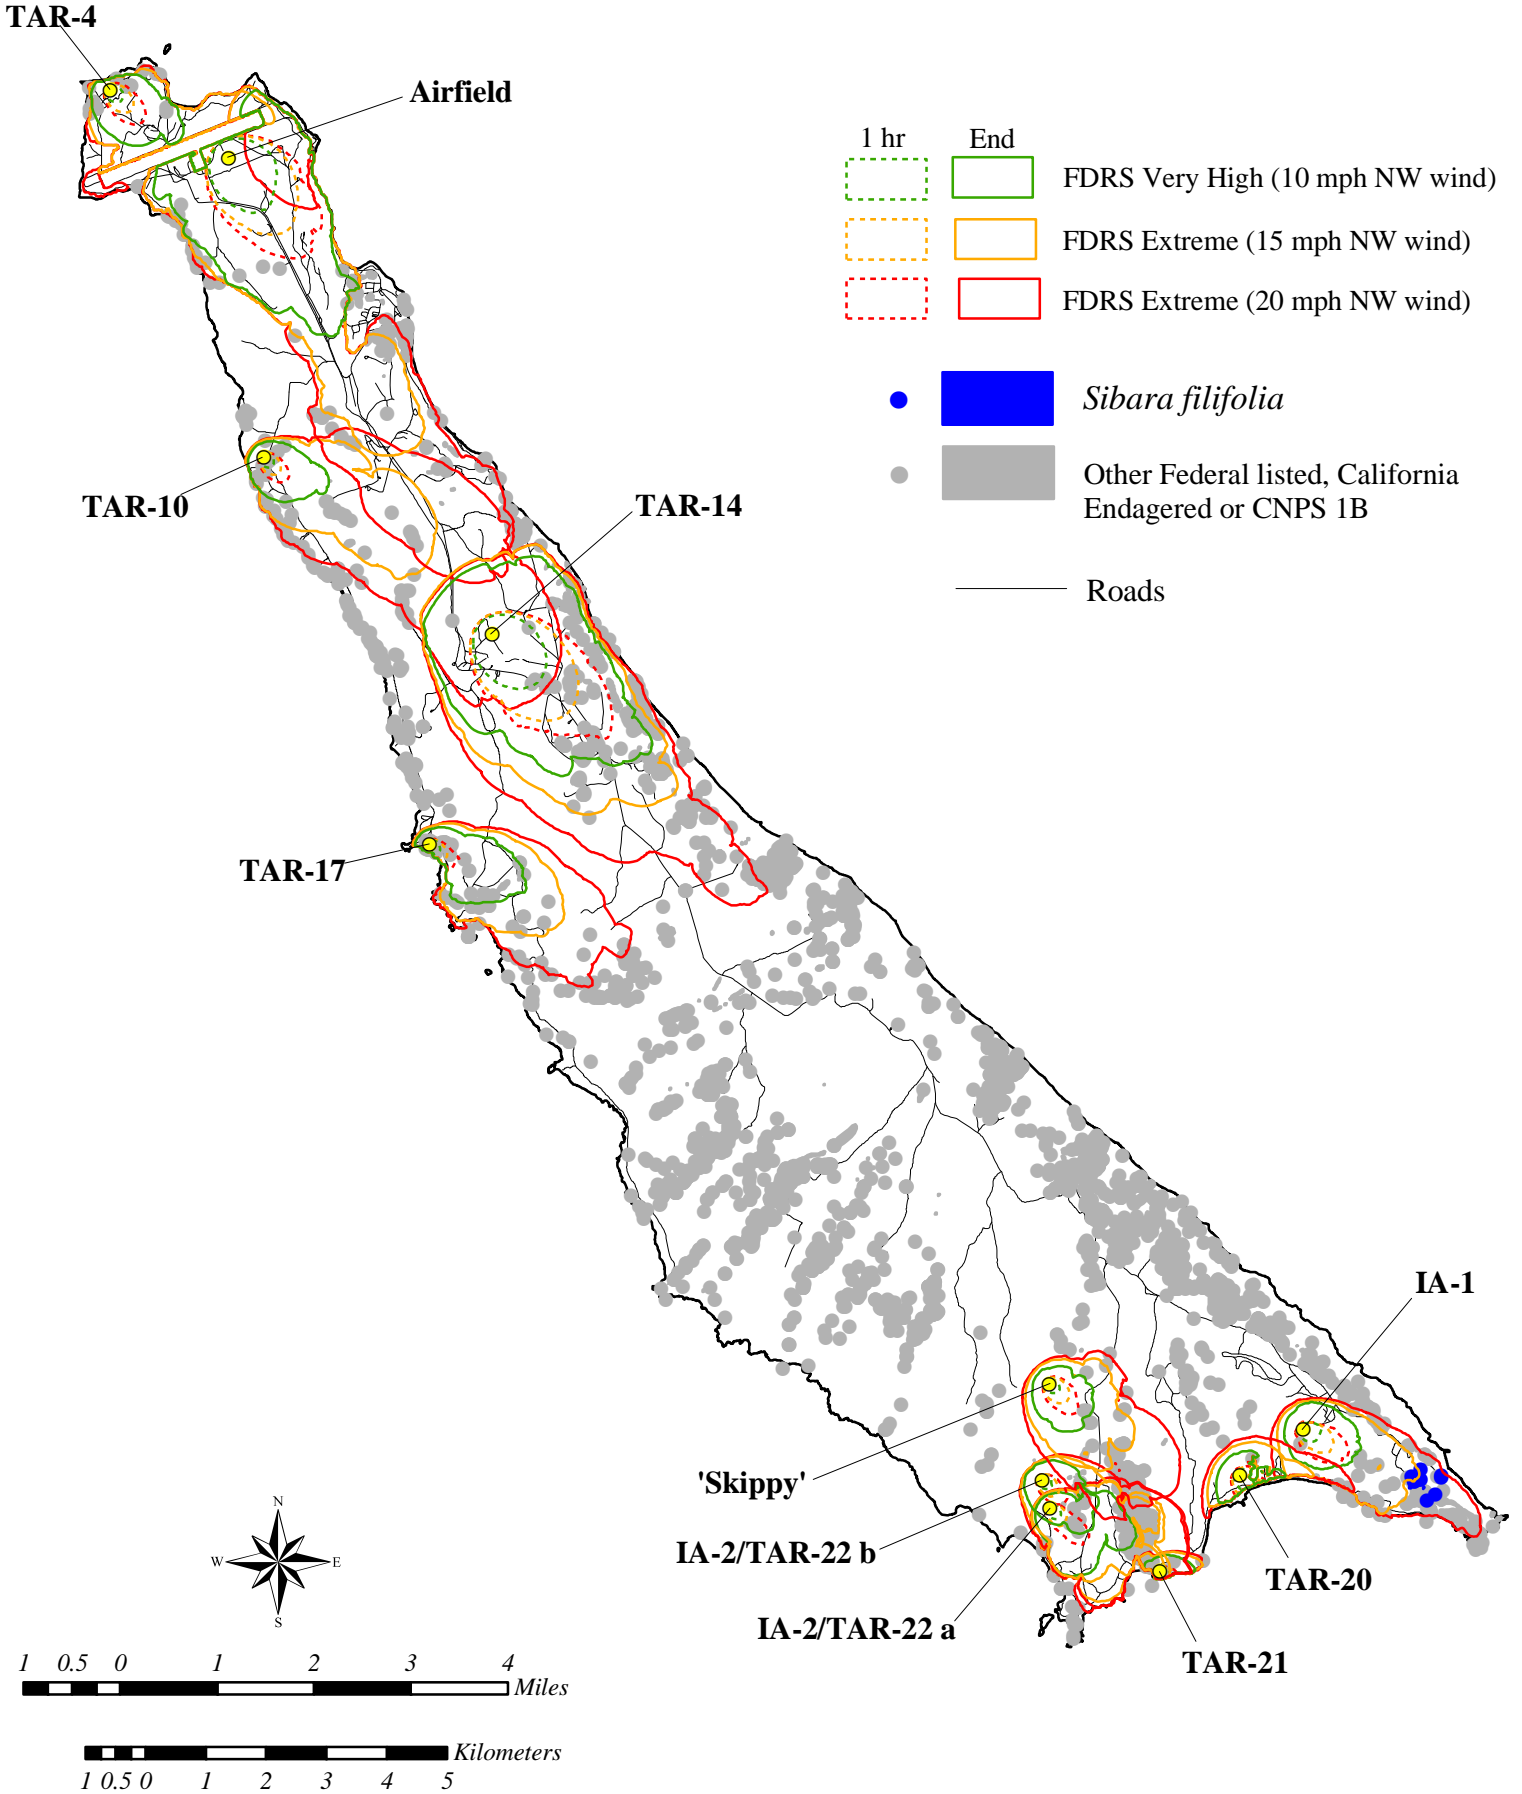 TAR-4
Airfield
1 hr
End
FDRS Very High (10 mph NW wind)
FDRS Extreme (15 mph NW wind)
FDRS Extreme (20 mph NW wind)
Sibara filifolia
Other Federal listed, California
Endagered or CNPS 1B
Roads
TAR-10
TAR-14
TAR-17
IA-1
'Skippy'
IA-2/TAR-22 b
IA-2/TAR-22 a
TAR-20
TAR-21
N
W
E
S
1 0.5 0 1 2 3 4
Miles
Kilometers
1 0.5 0 1 2 3 4 5